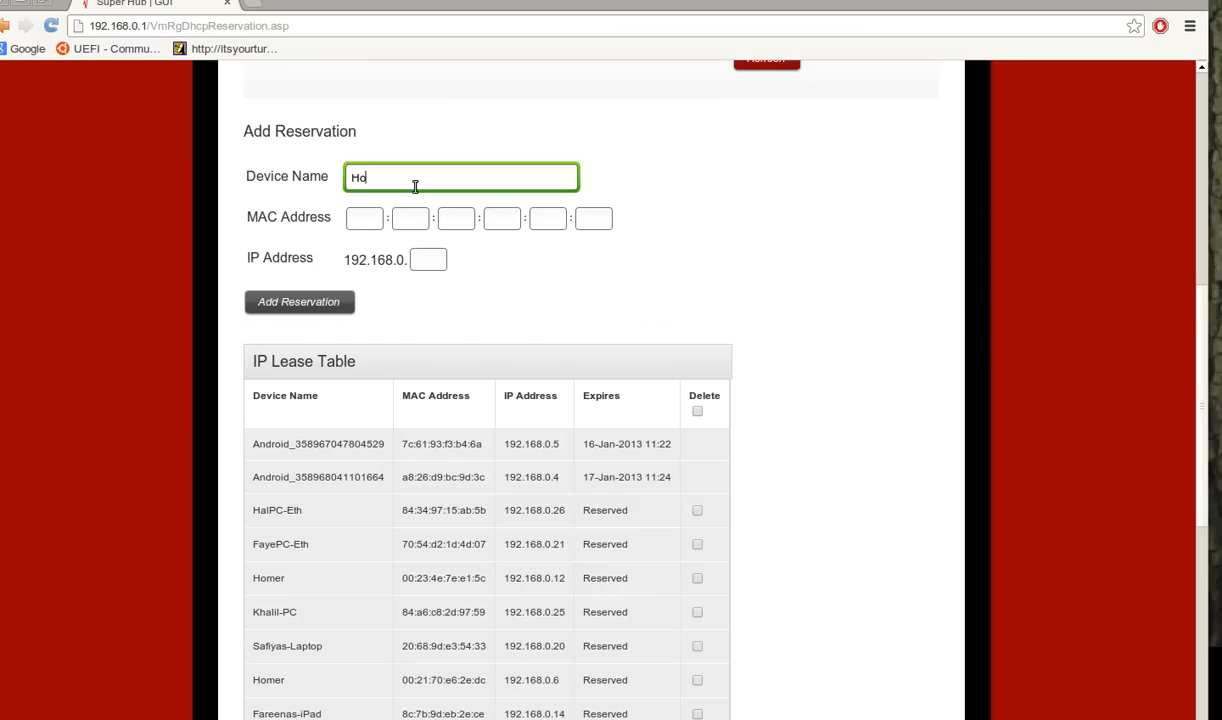 Super Hub | GUI
192.168.0.1/VmRgDhcpReservation.asp
Google UEFI - Commu... http://itsyourtur...
Refresh
Add Reservation
Device Name Ho
MAC Address : : : : :
IP Address 192.168.0.
Add Reservation
IP Lease Table
Device Name MAC Address IP Address Expires Delete
Android_358967047804529 7c:61:93:f3:b4:6a 192.168.0.5 16-Jan-2013 11:22
Android_358968041101664 a8:26:d9:bc:9d:3c 192.168.0.4 17-Jan-2013 11:24
HalPC-Eth 84:34:97:15:ab:5b 192.168.0.26 Reserved
FayePC-Eth 70:54:d2:1d:4d:07 192.168.0.21 Reserved
Homer 00:23:4e:7e:e1:5c 192.168.0.12 Reserved
Khalil-PC 84:a6:c8:2d:97:59 192.168.0.25 Reserved
Safiyas-Laptop 20:68:9d:e3:54:33 192.168.0.20 Reserved
Homer 00:21:70:e6:2e:dc 192.168.0.6 Reserved
Fareenas-iPad 8c:7b:9d:eb:2e:ce 192.168.0.14 Reserved